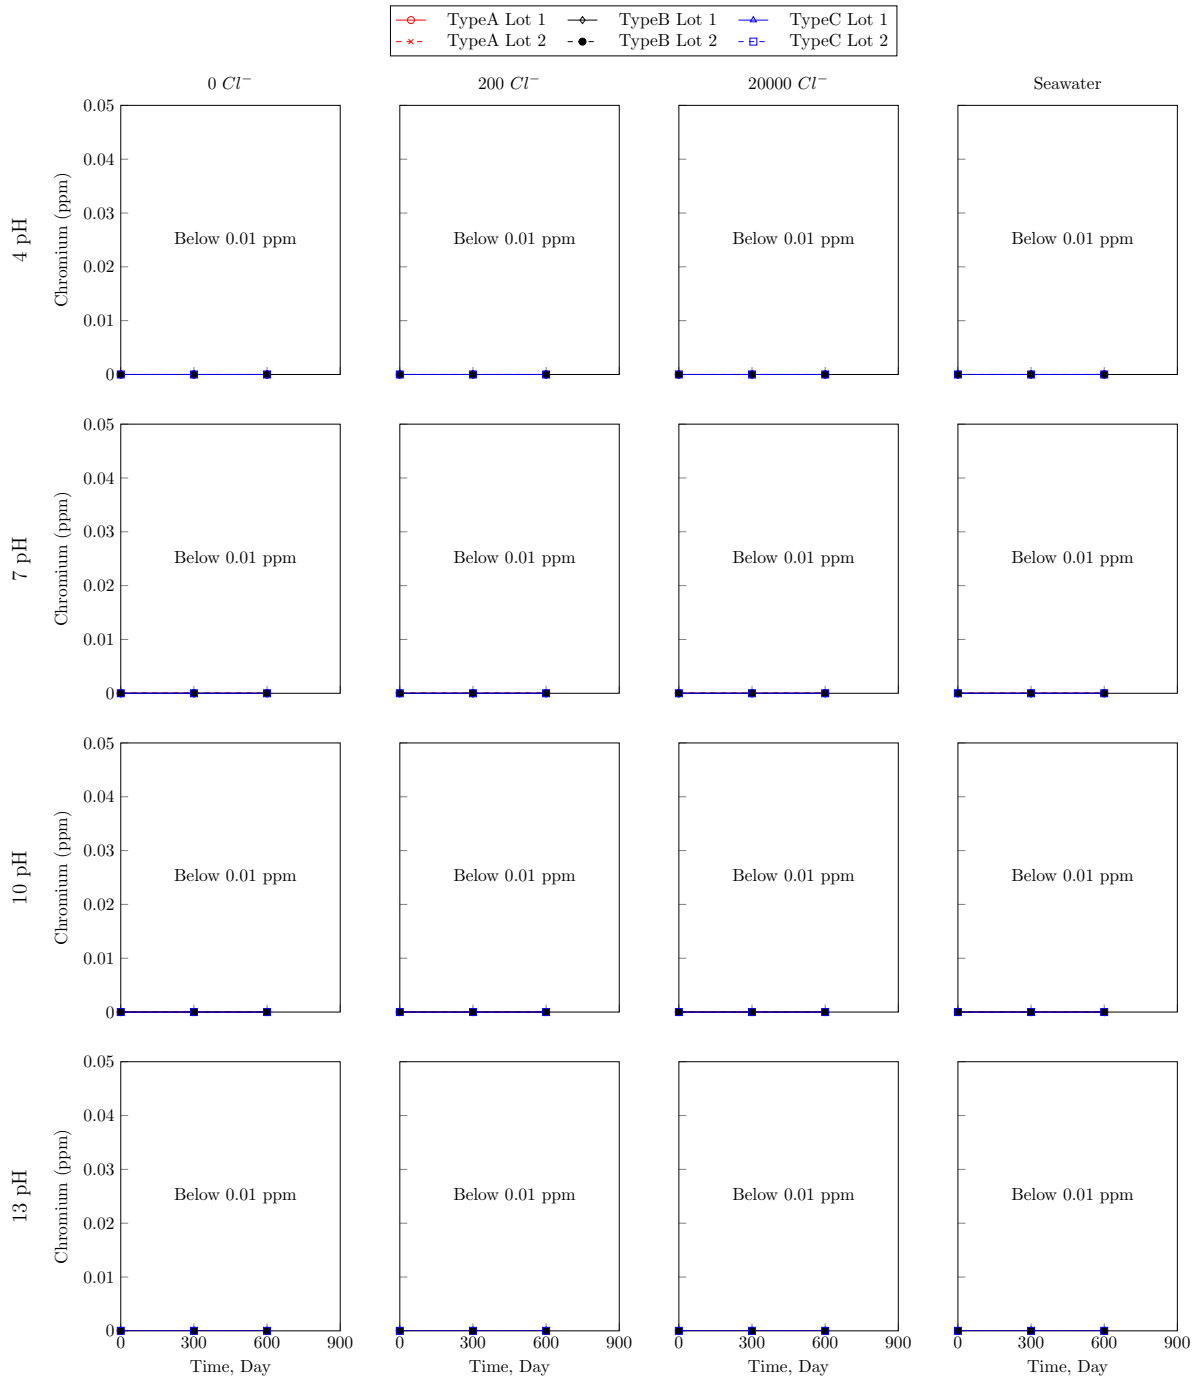 TypeA Lot 1 TypeB Lot 1 TypeC Lot 1
TypeA Lot 2 TypeB Lot 2 TypeC Lot 2
0 Cl⁻ 200 Cl⁻ 20000 Cl⁻ Seawater
4 pH
Chromium (ppm)
0.05
0.04
0.03
Below 0.01 ppm Below 0.01 ppm Below 0.01 ppm Below 0.01 ppm
0.02
0.01
0
7 pH
Chromium (ppm)
0.05
0.04
0.03
Below 0.01 ppm Below 0.01 ppm Below 0.01 ppm Below 0.01 ppm
0.02
0.01
0
10 pH
Chromium (ppm)
0.05
0.04
0.03
Below 0.01 ppm Below 0.01 ppm Below 0.01 ppm Below 0.01 ppm
0.02
0.01
0
13 pH
Chromium (ppm)
0.05
0.04
0.03
Below 0.01 ppm Below 0.01 ppm Below 0.01 ppm Below 0.01 ppm
0.02
0.01
0
0 300 600 900 0 300 600 900 0 300 600 900 0 300 600 900
Time, Day Time, Day Time, Day Time, Day